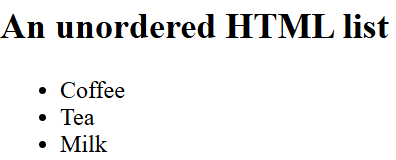 An unordered HTML list
• Coffee
• Tea
• Milk